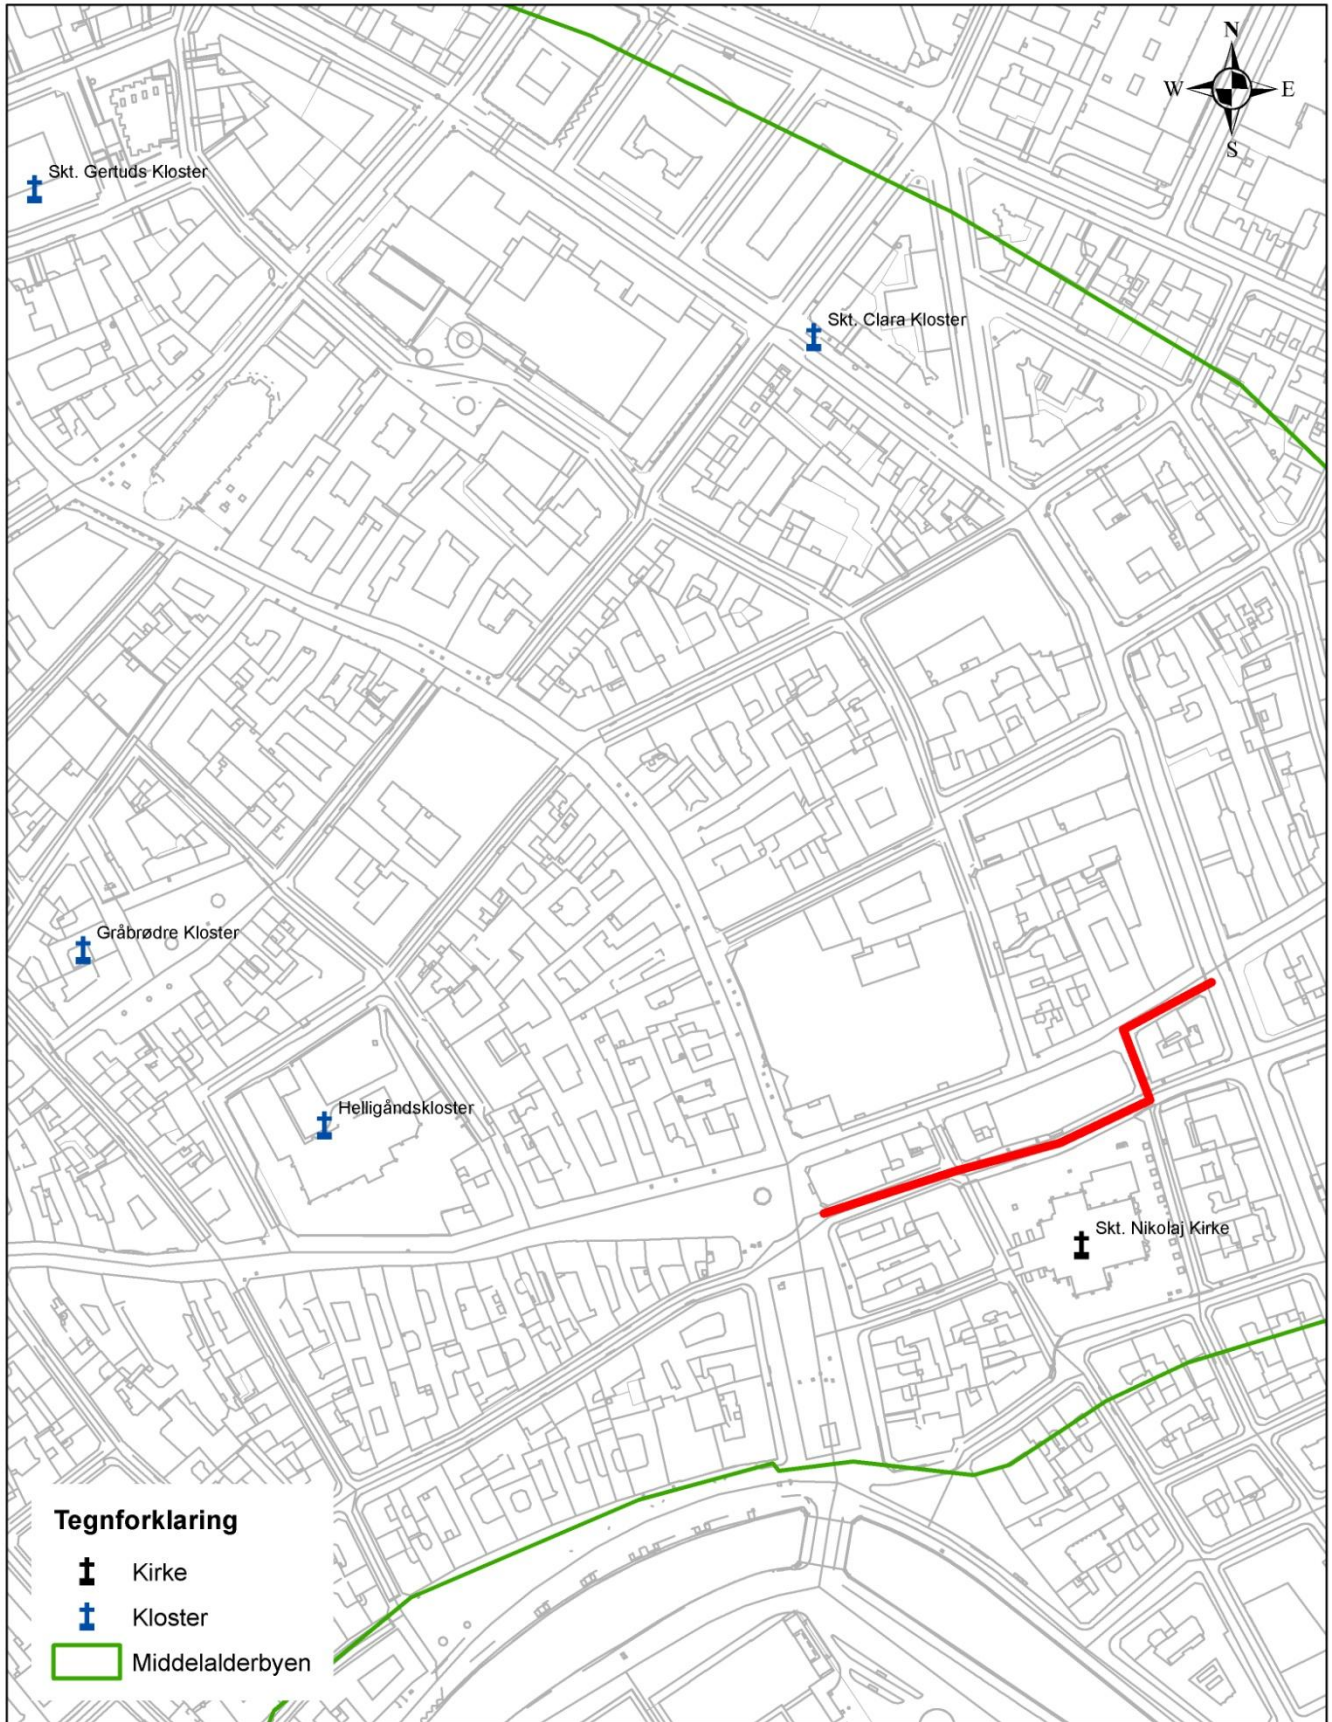 N
W E
S
Skt. Gertuds Kloster
Skt. Clara Kloster
Gråbrødre Kloster
Helligåndskloster
Skt. Nikolaj Kirke
Tegnforklaring
Kirke
Kloster
Middelalderbyen